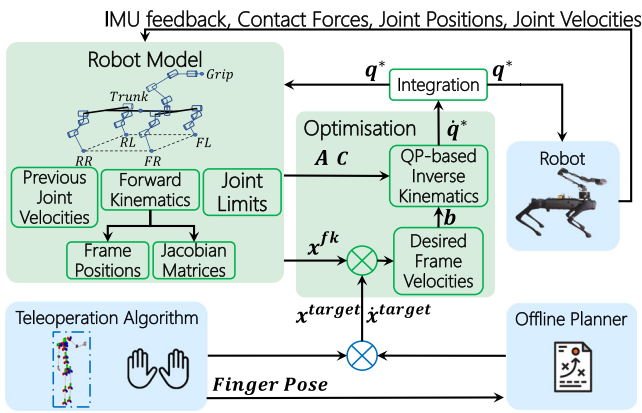 IMU feedback, Contact Forces, Joint Positions, Joint Velocities
Robot Model
Grip
Trunk
RL
FL
RR
FR
Previous
Joint
Velocities
Forward
Kinematics
Joint
Limits
Frame
Positions
Jacobian
Matrices
q*
Integration
q*
q̇*
Optimisation
A C
QP-based
Inverse
Kinematics
b
x^{fk}
Desired
Frame
Velocities
Robot
x^{target} ẋ^{target}
Teleoperation Algorithm
Finger Pose
Offline Planner